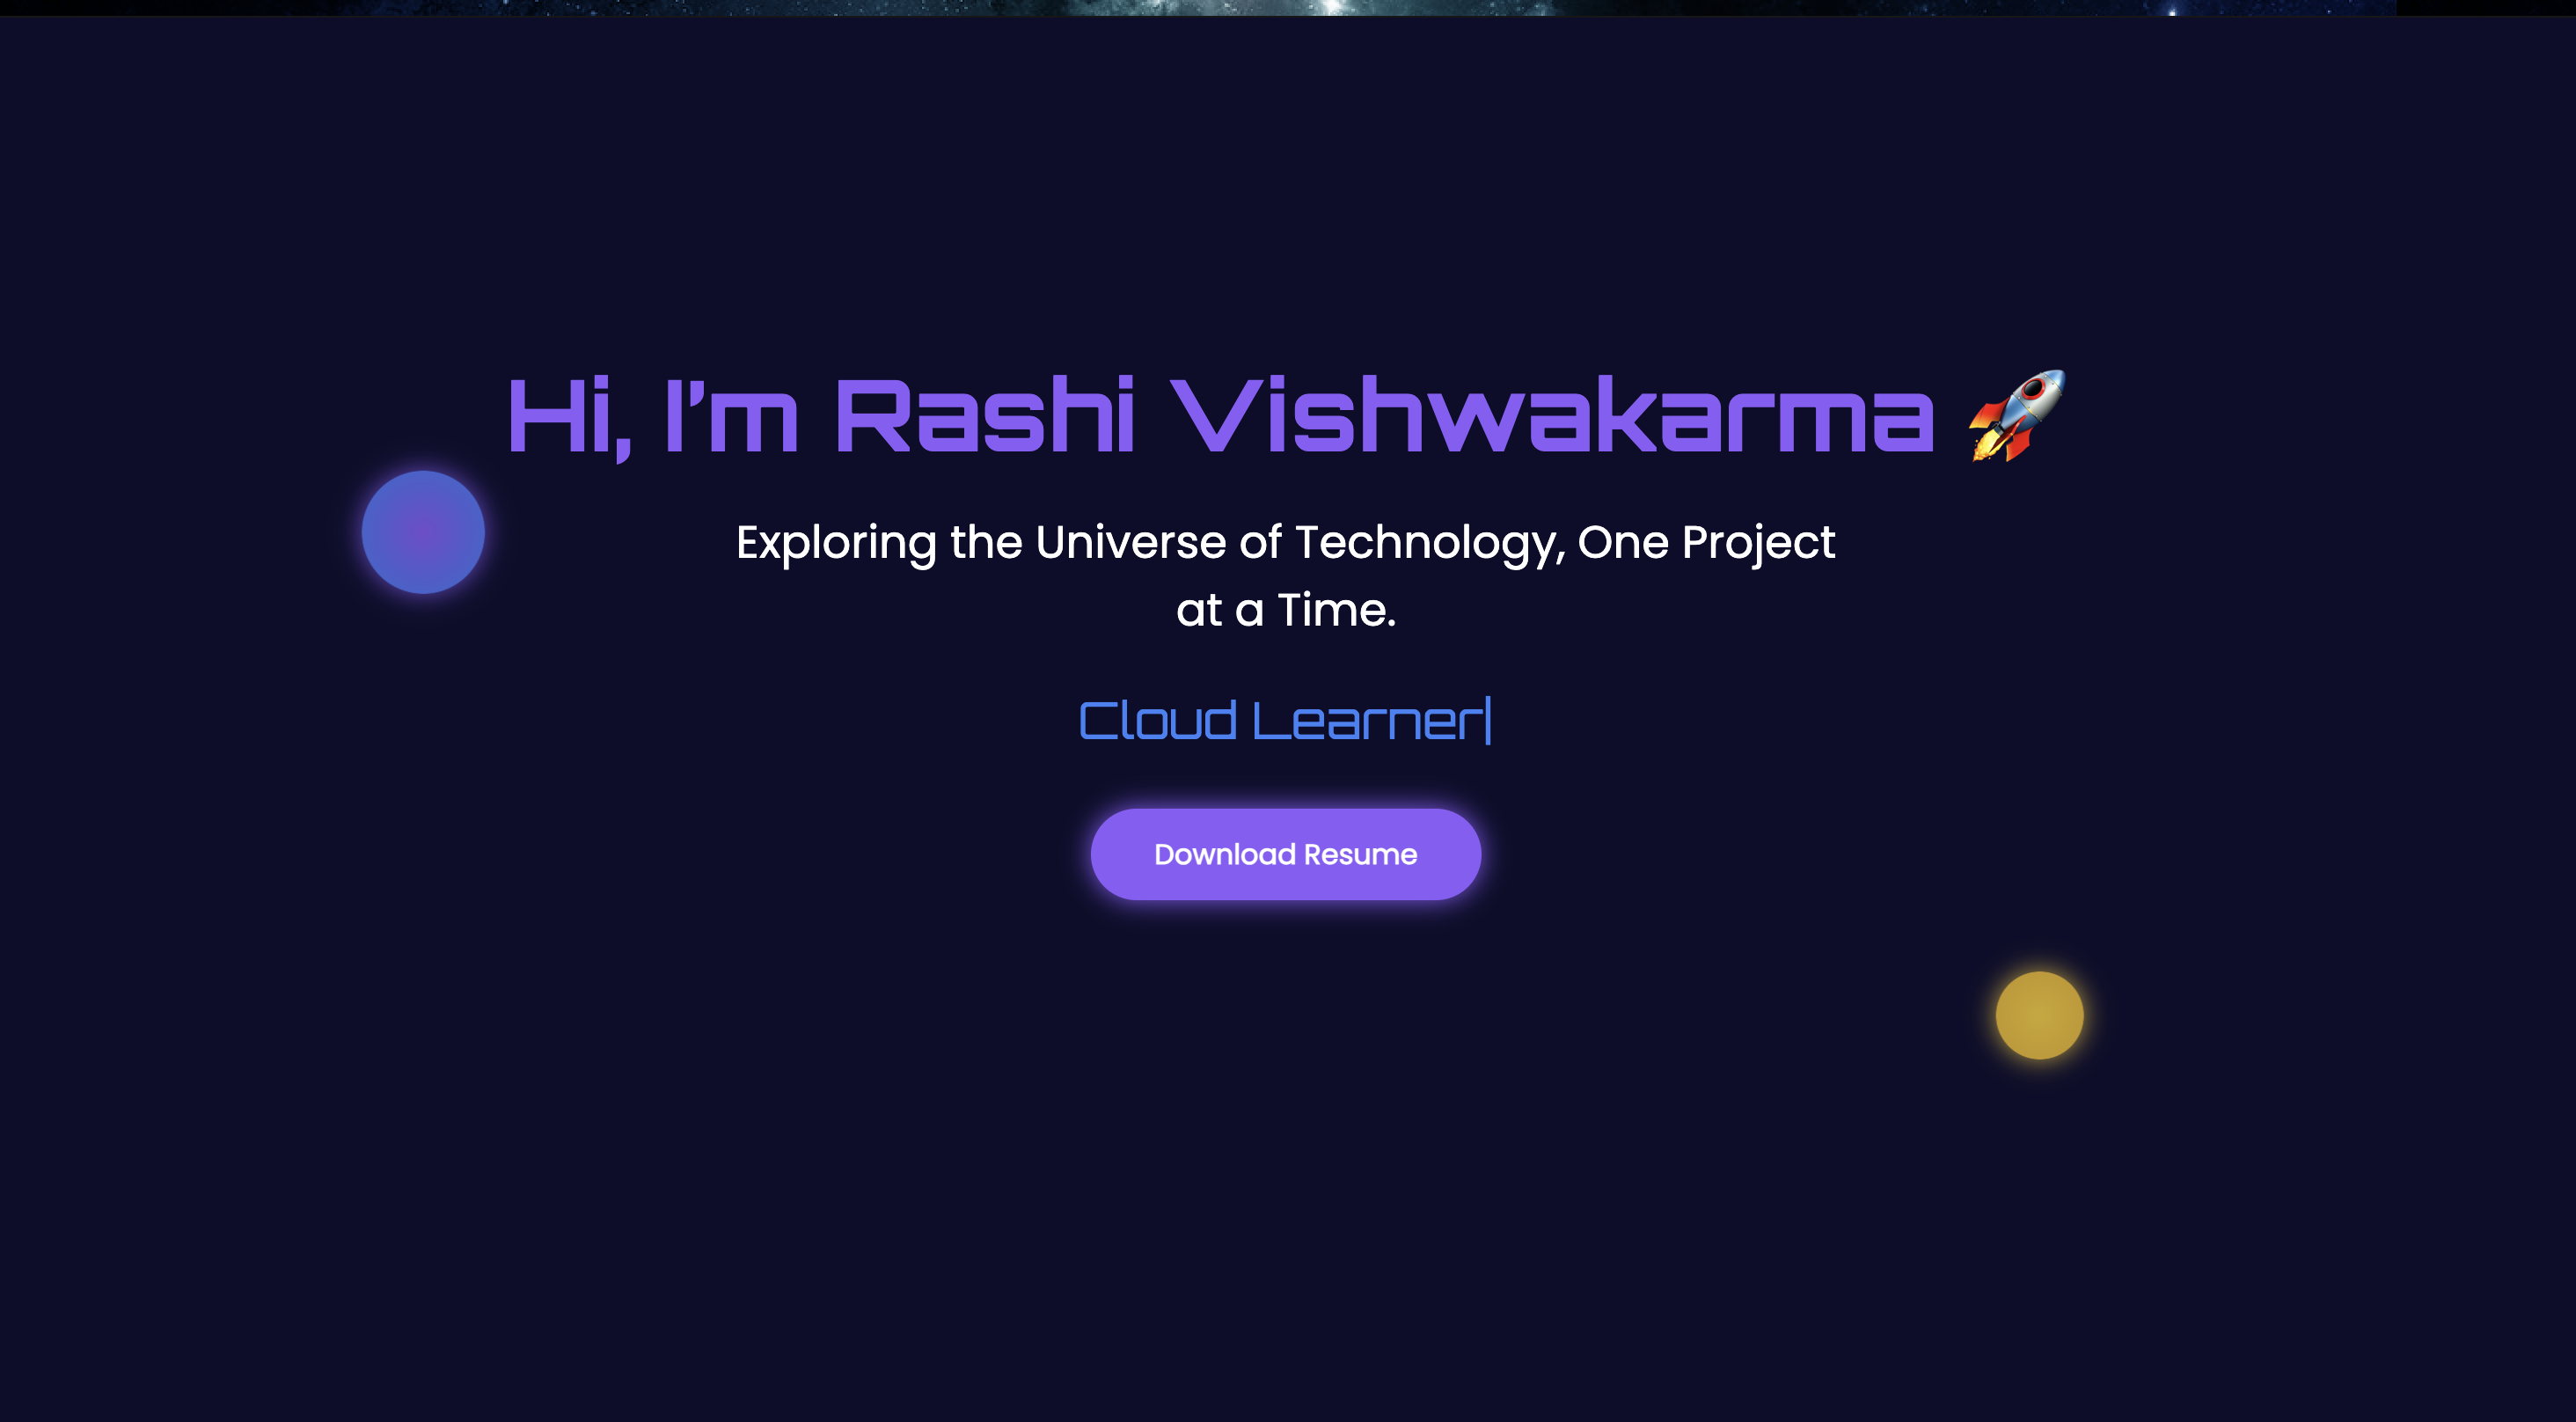 Hi, I'm Rashi Vishwakarma 🚀
Exploring the Universe of Technology, One Project
at a Time.
Cloud Learner|
Download Resume